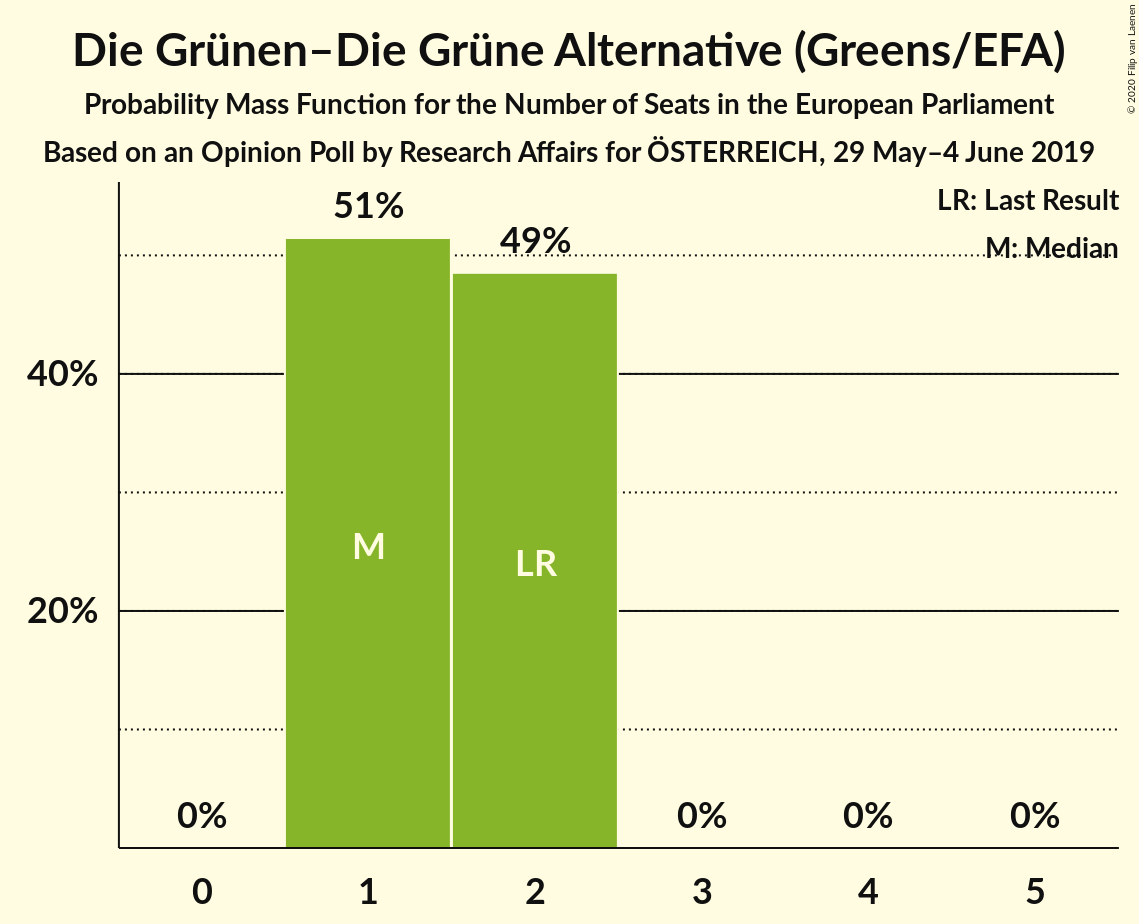 Die Grünen–Die Grüne Alternative (Greens/EFA)
Probability Mass Function for the Number of Seats in the European Parliament
Based on an Opinion Poll by Research Affairs for ÖSTERREICH, 29 May–4 June 2019
© 2020 Filip van Laenen
LR: Last Result
M: Median
51%
49%
40%
M
LR
20%
0%
0%
0%
0%
0
1
2
3
4
5